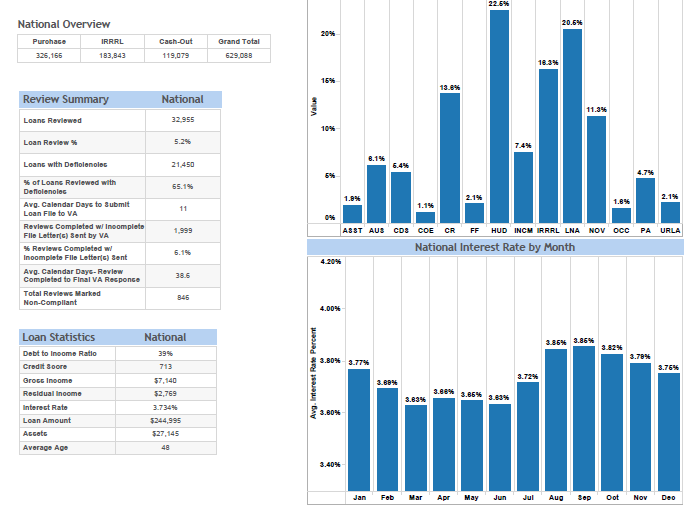 National Overview
Purchase IRRRL Cash-Out Grand Total
326,166 183,843 119,079 629,088
Review Summary National
Loans Reviewed 32,955
Loan Review % 5.2%
Loans with Deficiencies 21,450
% of Loans Reviewed with
Deficiencies 65.1%
Avg. Calendar Days to Submit
Loan File to VA 11
Reviews Completed w/ Incomplete
File Letter(s) Sent by VA 1,999
% Reviews Completed w/
Incomplete File Letter(s) Sent 6.1%
Avg. Calendar Days- Review
Completed to Final VA Response 38.6
Total Reviews Marked
Non-Compliant 846
Loan Statistics National
Debt to Income Ratio 39%
Credit Score 713
Gross Income $7,140
Residual Income $2,769
Interest Rate 3.734%
Loan Amount $244,995
Assets $27,145
Average Age 48
Value
20%
15%
10%
5%
0%
1.9% 6.1% 5.4% 1.1% 13.6% 2.1% 22.5% 7.4% 16.3% 20.5% 11.3% 1.6% 4.7% 2.1%
ASST AUS CDS COE CR FF HUD INCM IRRRL LNA NOV OCC PA URLA
National Interest Rate by Month
Avg. Interest Rate Percent
4.20%
4.00%
3.80%
3.60%
3.40%
3.77% 3.69% 3.63% 3.66% 3.65% 3.63% 3.72% 3.85% 3.85% 3.82% 3.79% 3.75%
Jan Feb Mar Apr May Jun Jul Aug Sep Oct Nov Dec